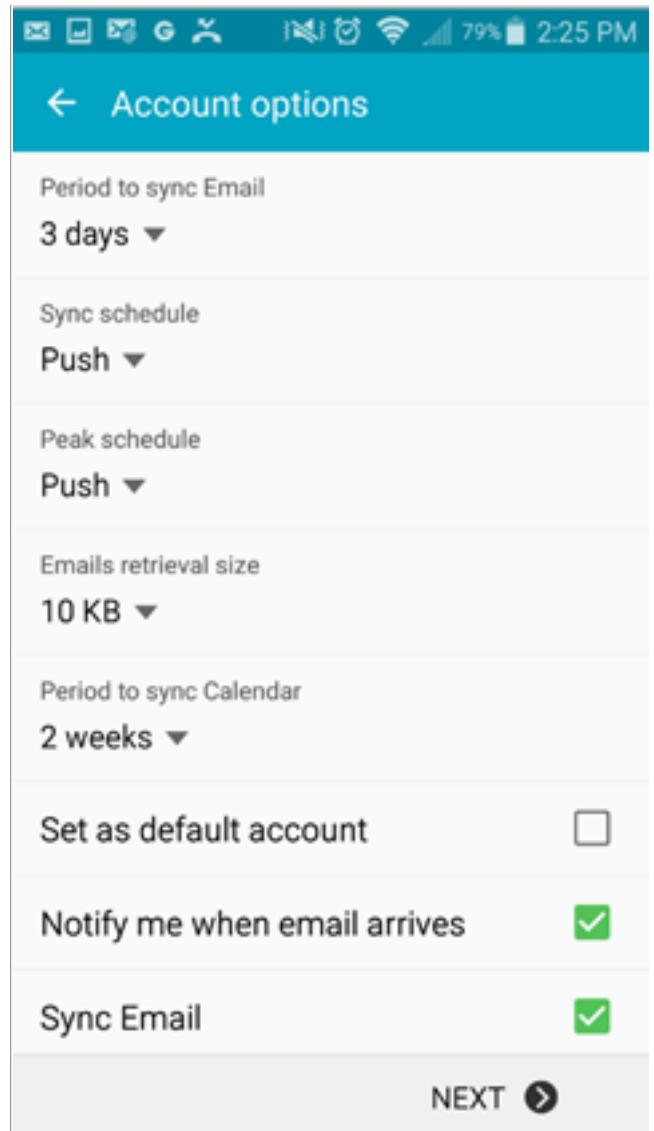 G 79% 2:25 PM
Account options
Period to sync Email
3 days
Sync schedule
Push
Peak schedule
Push
Emails retrieval size
10 KB
Period to sync Calendar
2 weeks
Set as default account
Notify me when email arrives
Sync Email
NEXT